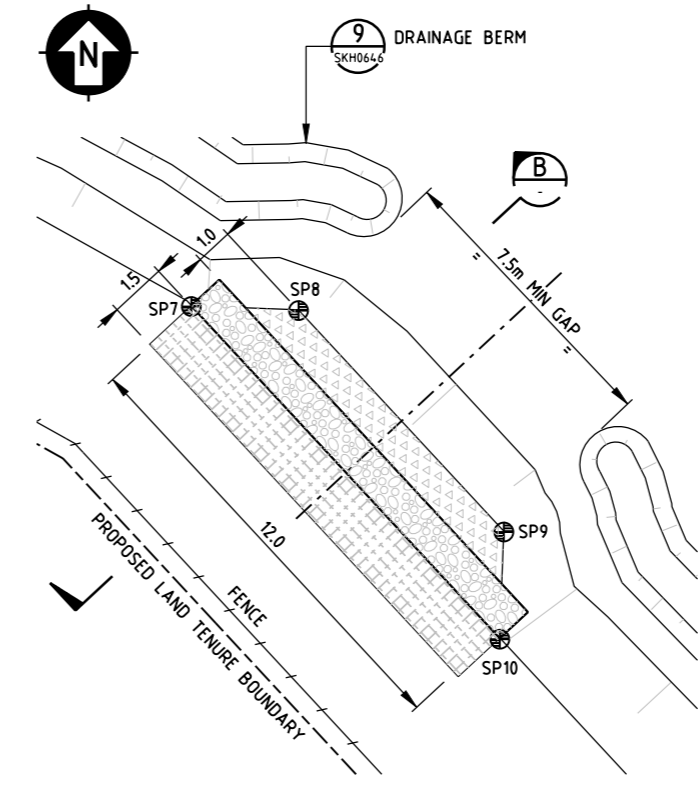 N
9
SKH0646
DRAINAGE BERM
B
-
1.0
1.5
7.5m MIN GAP
=
=
SP7
SP8
SP9
12.0
SP10
FENCE
PROPOSED LAND TENURE BOUNDARY